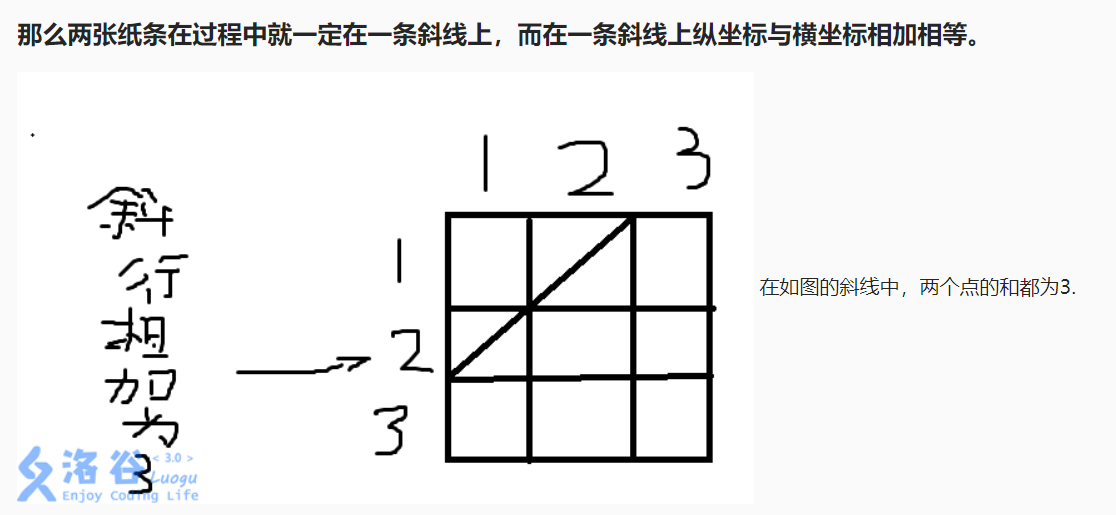 那么两张纸条在过程中就一定在一条斜线上，而在一条斜线上纵坐标与横坐标相加相等。
1 2 3
1
2
3
斜
行
相
加
为
3
在如图的斜线中，两个点的和都为3.
洛谷 < 3.0 >
Luogu
Enjoy Coding Life